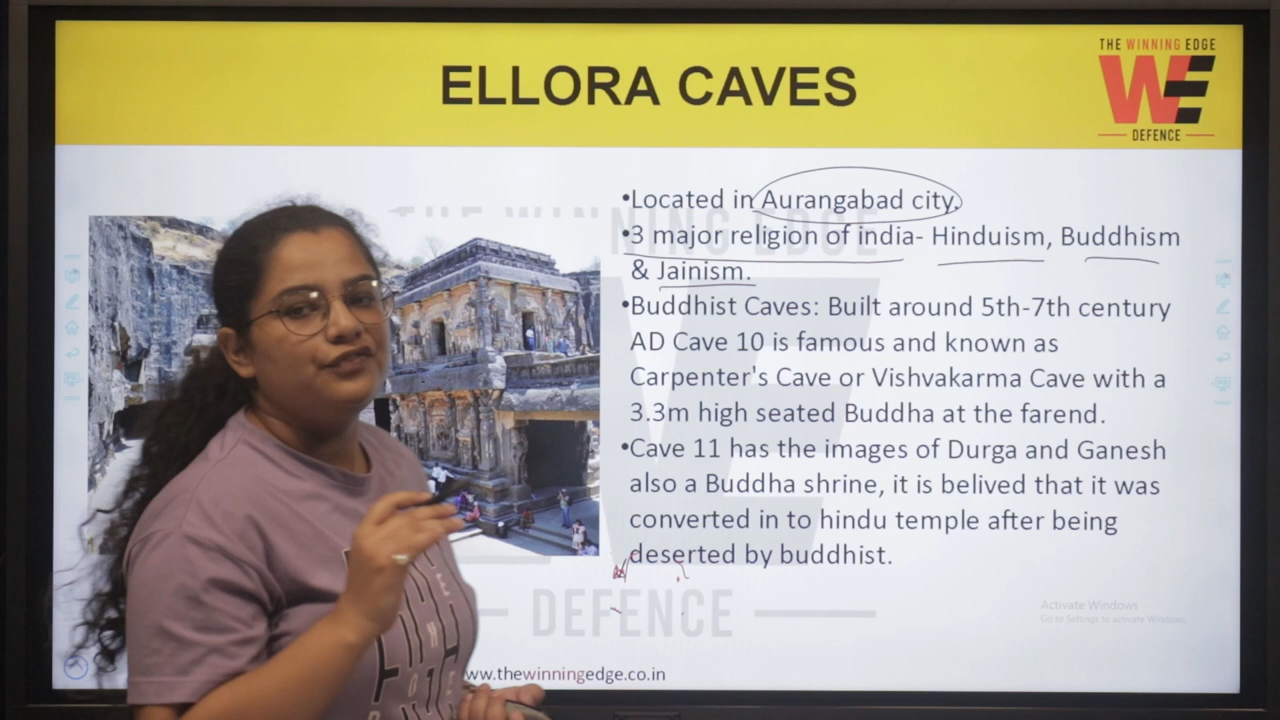 ELLORA CAVES
THE WINNING EDGE
WE
DEFENCE
•Located in Aurangabad city.
•3 major religion of india- Hinduism, Buddhism
& Jainism.
•Buddhist Caves: Built around 5th-7th century
AD Cave 10 is famous and known as
Carpenter's Cave or Vishvakarma Cave with a
3.3m high seated Buddha at the farend.
•Cave 11 has the images of Durga and Ganesh
also a Buddha shrine, it is belived that it was
converted in to hindu temple after being
deserted by buddhist.
THE WINNING EDGE
DEFENCE
Activate Windows
Go to Settings to activate Windows.
ww.thewinningedge.co.in